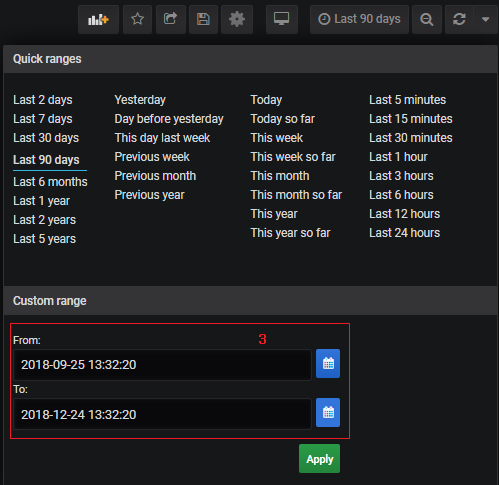 Last 90 days
Quick ranges
Last 2 days
Last 7 days
Last 30 days
Last 90 days
Last 6 months
Last 1 year
Last 2 years
Last 5 years
Yesterday
Day before yesterday
This day last week
Previous week
Previous month
Previous year
Today
Today so far
This week
This week so far
This month
This month so far
This year
This year so far
Last 5 minutes
Last 15 minutes
Last 30 minutes
Last 1 hour
Last 3 hours
Last 6 hours
Last 12 hours
Last 24 hours
Custom range
3
From:
2018-09-25 13:32:20
To:
2018-12-24 13:32:20
Apply